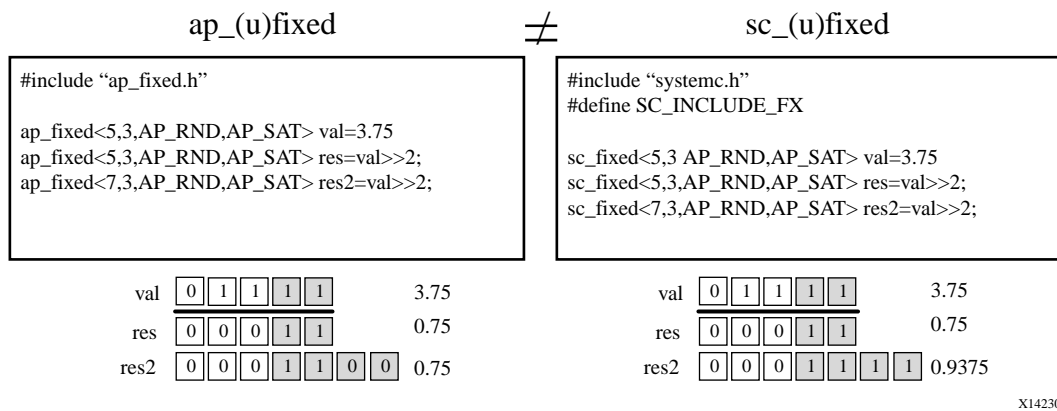 ap_(u)fixed ≠ sc_(u)fixed
#include “ap_fixed.h”
ap_fixed<5,3,AP_RND,AP_SAT> val=3.75
ap_fixed<5,3,AP_RND,AP_SAT> res=val>>2;
ap_fixed<7,3,AP_RND,AP_SAT> res2=val>>2;
#include “systemc.h”
#define SC_INCLUDE_FX
sc_fixed<5,3 AP_RND,AP_SAT> val=3.75
sc_fixed<5,3,AP_RND,AP_SAT> res=val>>2;
sc_fixed<7,3,AP_RND,AP_SAT> res2=val>>2;
val 0 1 1 1 1 3.75
res 0 0 0 1 1 0.75
res2 0 0 0 1 1 0 0 0.75
val 0 1 1 1 1 3.75
res 0 0 0 1 1 0.75
res2 0 0 0 1 1 1 1 0.9375
X14230